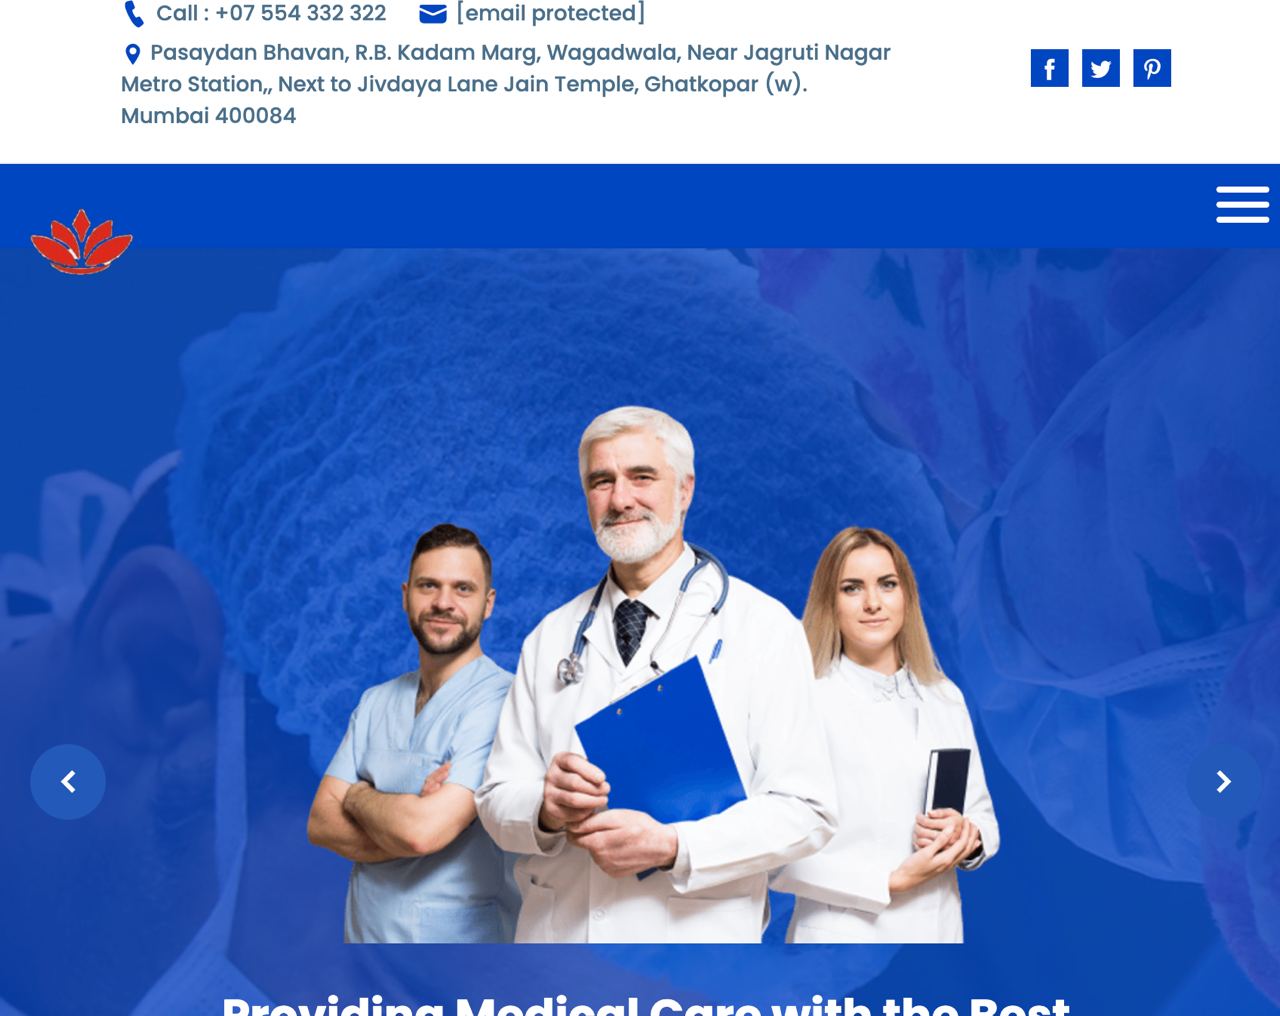 Call : +07 554 332 322 [email protected]
Pasaydan Bhavan, R.B. Kadam Marg, Wagadwala, Near Jagruti Nagar
Metro Station,, Next to Jivdaya Lane Jain Temple, Ghatkopar (w).
Mumbai 400084
Providing Medical Care with the Best